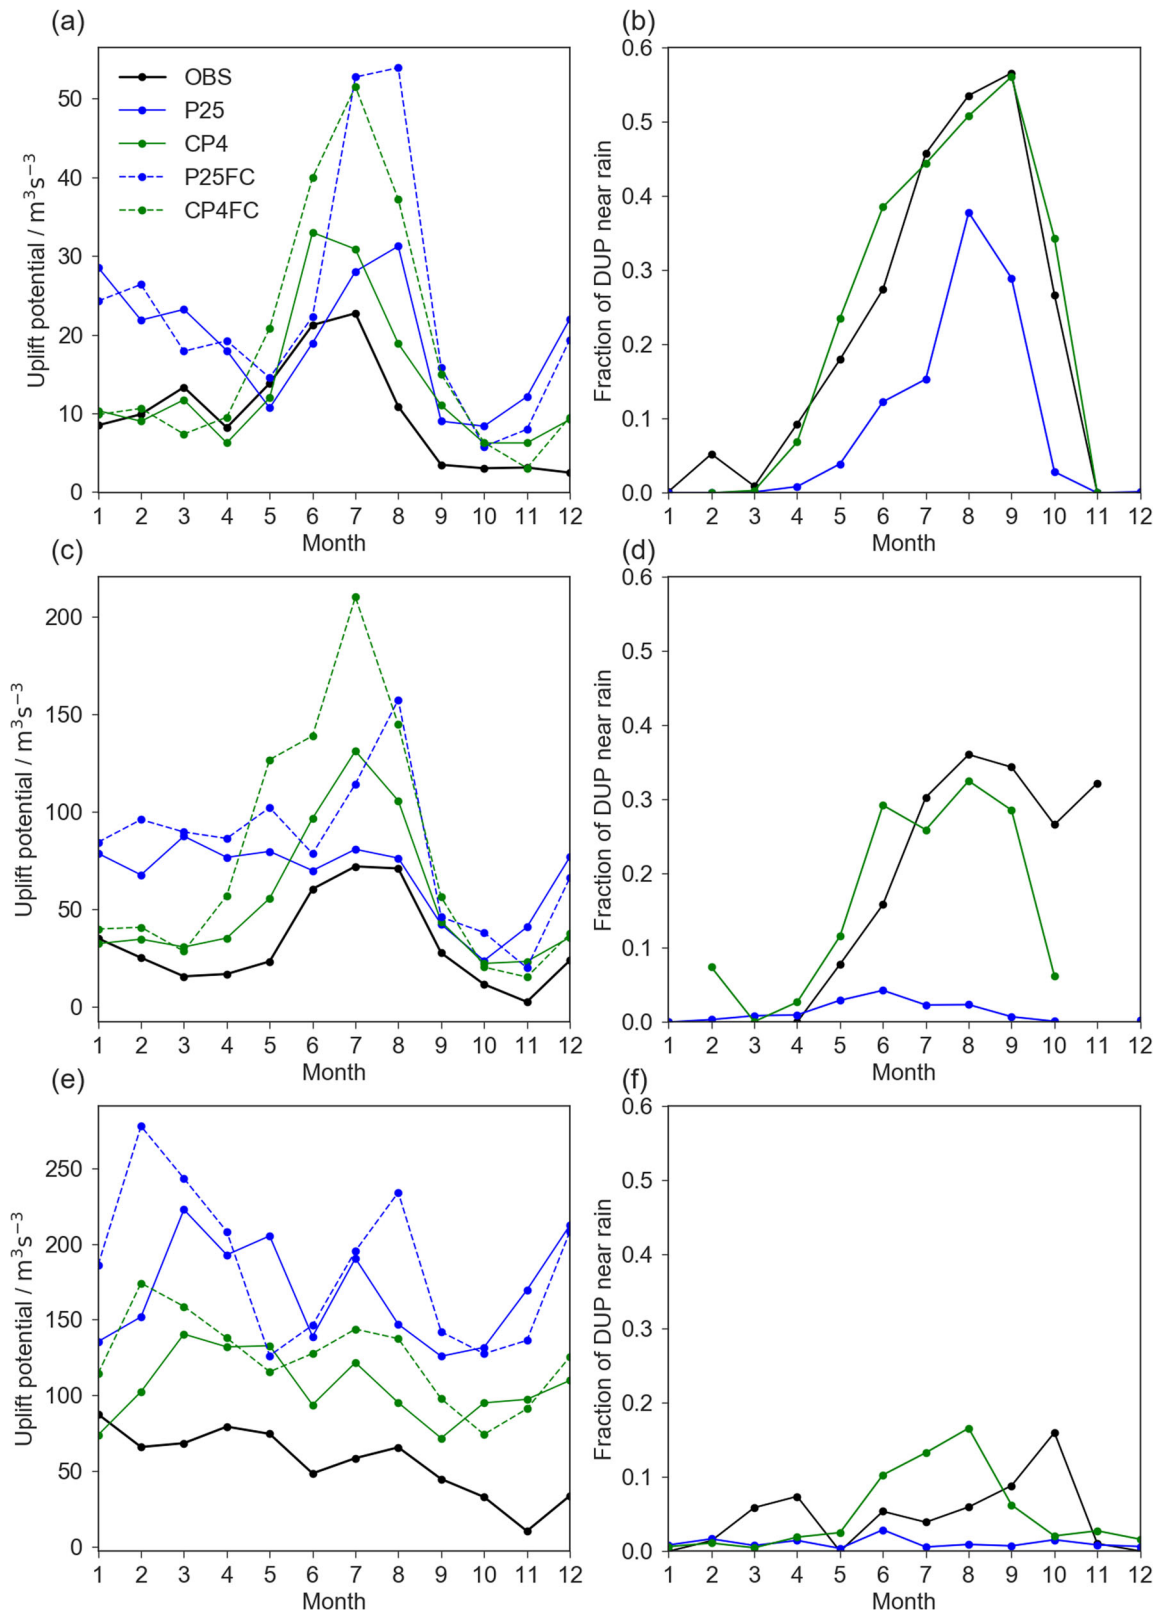 (a)
Uplift potential / m³s⁻³
50
40
30
20
10
0
OBS
P25
CP4
P25FC
CP4FC
1 2 3 4 5 6 7 8 9 10 11 12
Month
(b)
Fraction of DUP near rain
0.6
0.5
0.4
0.3
0.2
0.1
0.0
1 2 3 4 5 6 7 8 9 10 11 12
Month
(c)
Uplift potential / m³s⁻³
200
150
100
50
0
1 2 3 4 5 6 7 8 9 10 11 12
Month
(d)
Fraction of DUP near rain
0.6
0.5
0.4
0.3
0.2
0.1
0.0
1 2 3 4 5 6 7 8 9 10 11 12
Month
(e)
Uplift potential / m³s⁻³
250
200
150
100
50
0
1 2 3 4 5 6 7 8 9 10 11 12
Month
(f)
Fraction of DUP near rain
0.6
0.5
0.4
0.3
0.2
0.1
0.0
1 2 3 4 5 6 7 8 9 10 11 12
Month